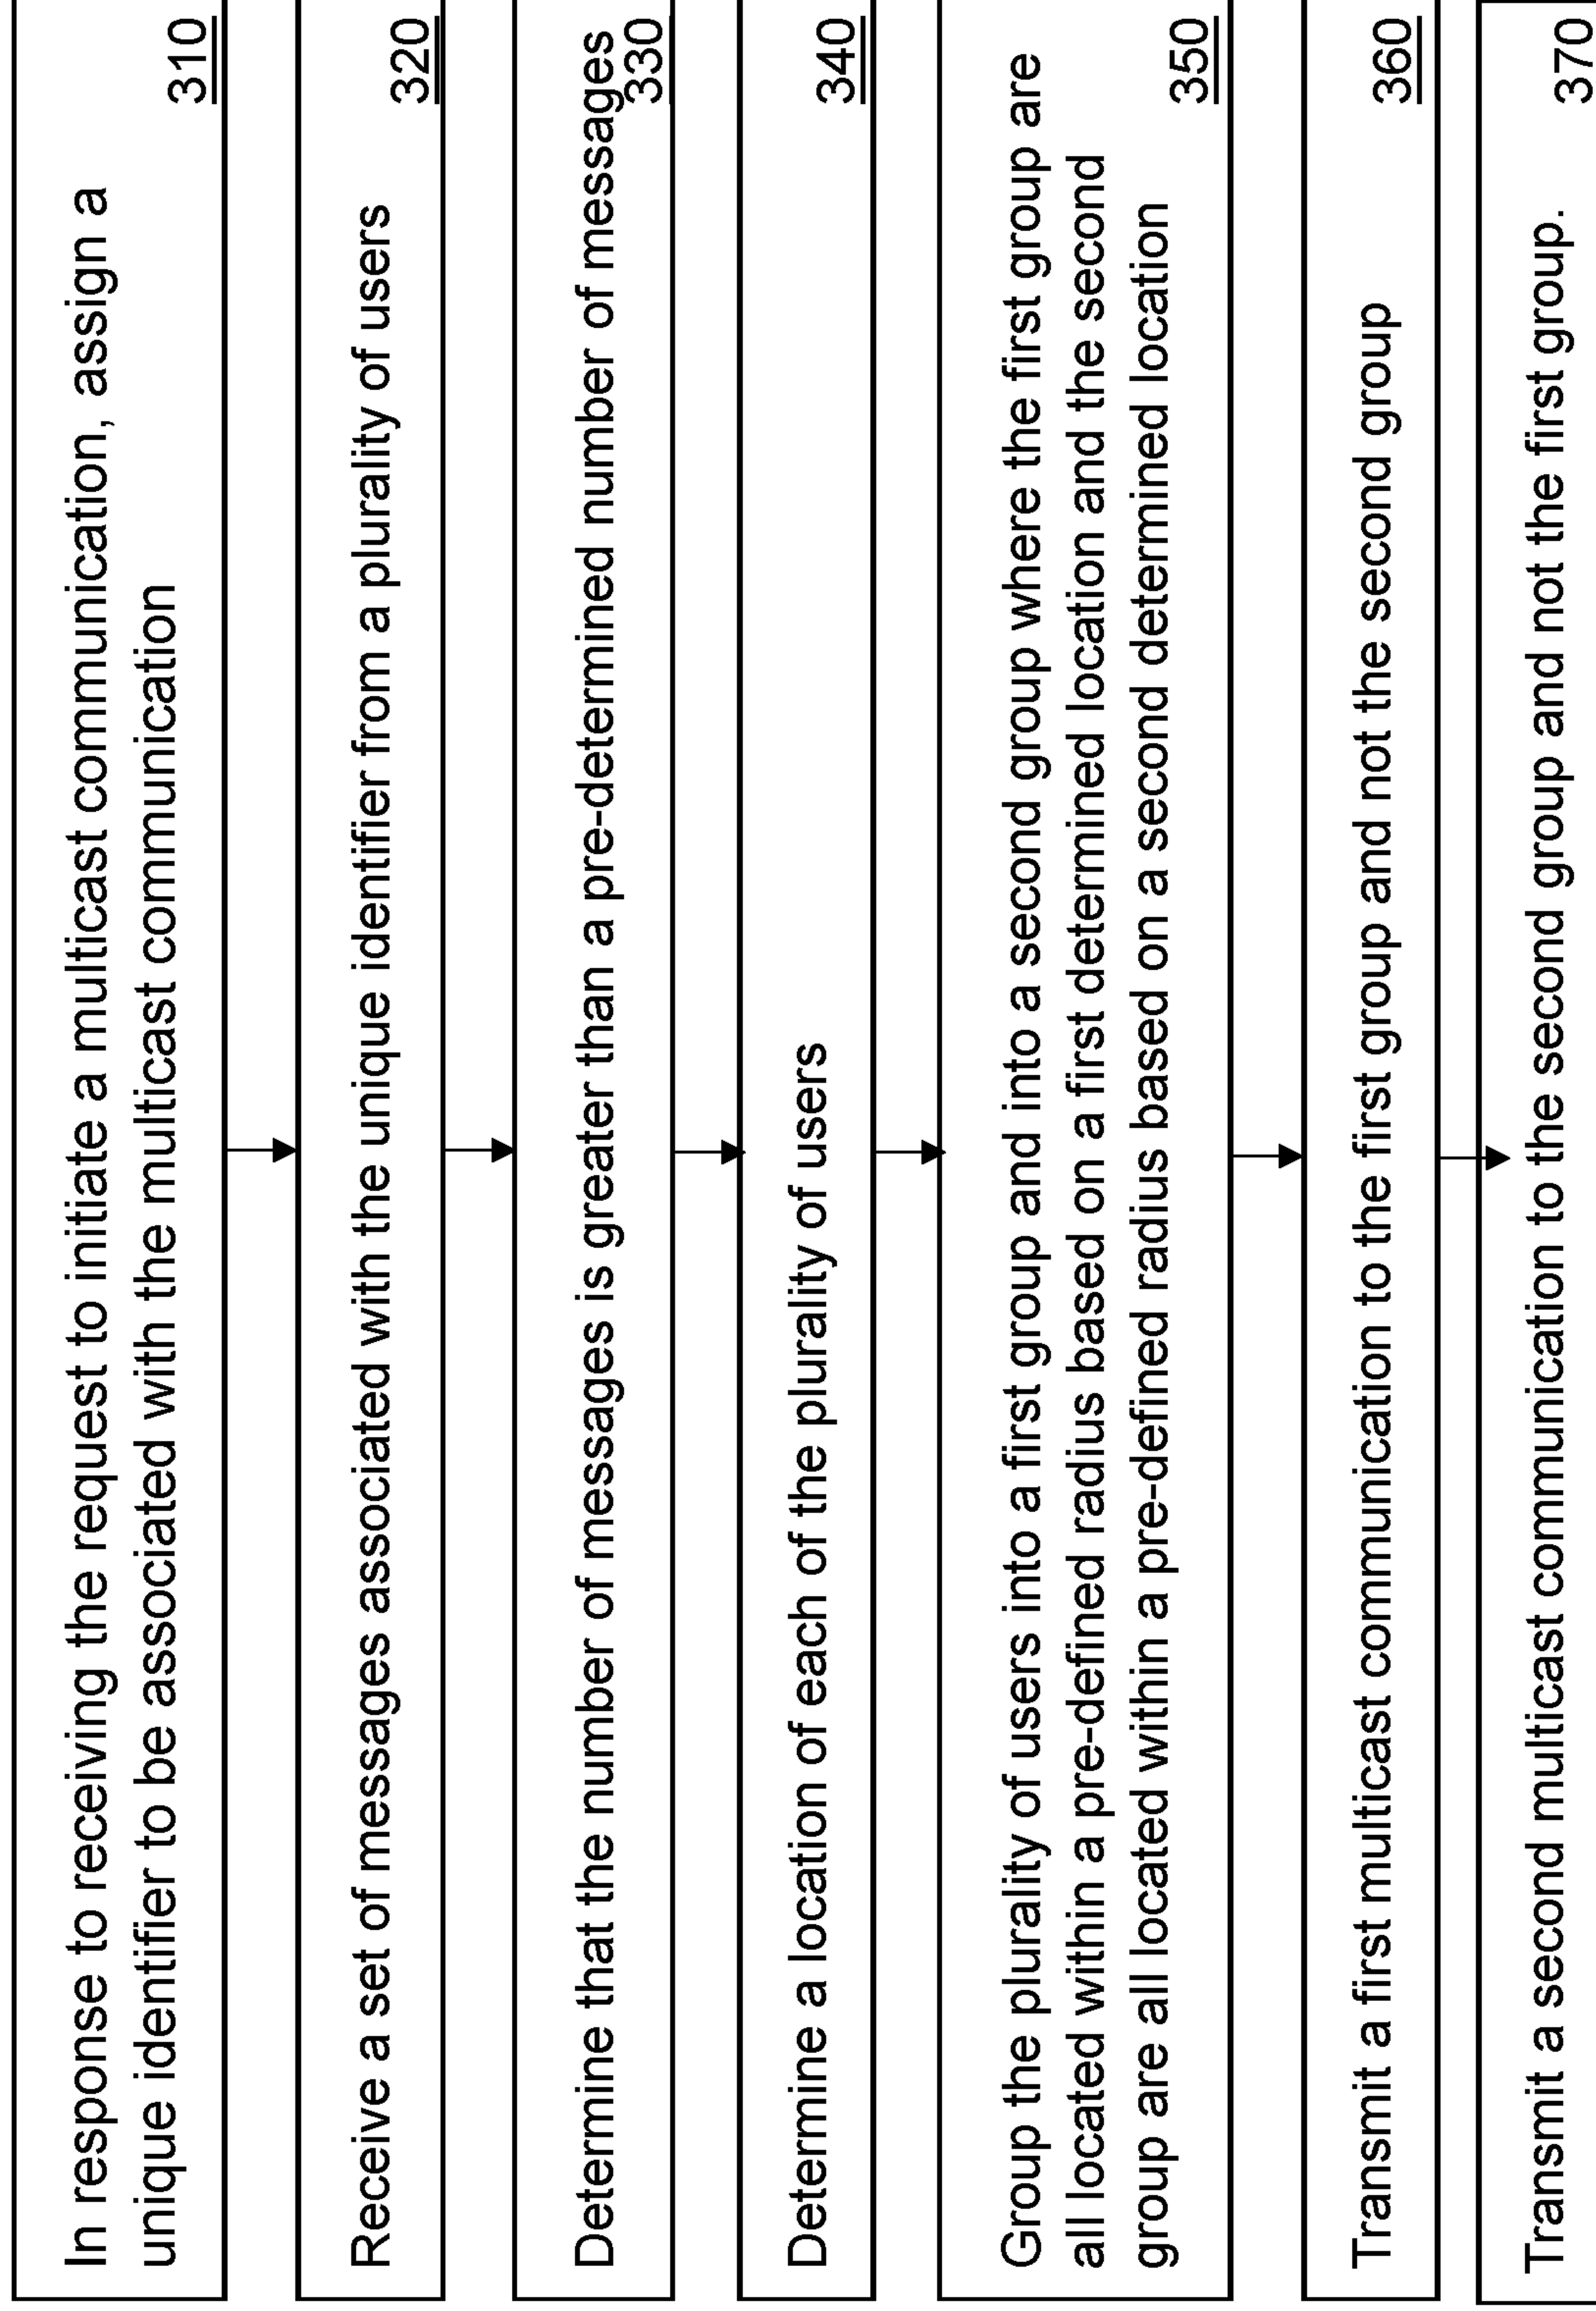 In response to receiving the request to initiate a multicast communication, assign a
unique identifier to be associated with the multicast communication
310
Receive a set of messages associated with the unique identifier from a plurality of users
320
Determine that the number of messages is greater than a pre-determined number of messages
330
Determine a location of each of the plurality of users
340
Group the plurality of users into a first group and into a second group where the first group are
all located within a pre-defined radius based on a first determined location and the second
group are all located within a pre-defined radius based on a second determined location
350
Transmit a first multicast communication to the first group and not the second group
360
Transmit a second multicast communication to the second group and not the first group.
370